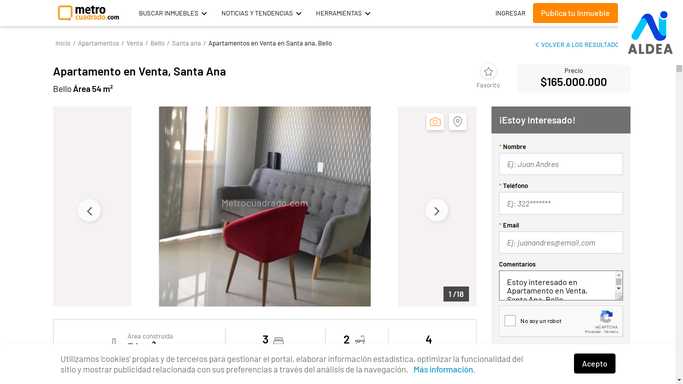 metro
cuadrado.com
BUSCAR INMUEBLES
NOTICIAS Y TENDENCIAS
HERRAMIENTAS
INGRESAR
Publica tu inmueble
ALDEA
Inicio / Apartamentos / Venta / Bello / Santa ana / Apartamentos en Venta en Santa ana, Bello
VOLVER A LOS RESULTADO
Apartamento en Venta, Santa Ana
Bello Área 54 m²
Favorito
Precio
$165.000.000
Metrocuadrado.com
1 /18
¡Estoy Interesado!
* Nombre
Ej: Juan Andres
* Teléfono
Ej: 322*******
* Email
Ej: juanandres@email.com
Comentarios
Estoy interesado en
Apartamento en Venta,
Santa Ana, Bello
No soy un robot
reCAPTCHA
Privacidad - Términos
Área construida
3
2
4
Utilizamos 'cookies' propias y de terceros para gestionar el portal, elaborar información estadística, optimizar la funcionalidad del
sitio y mostrar publicidad relacionada con sus preferencias a través del análisis de la navegación. Más información.
Acepto